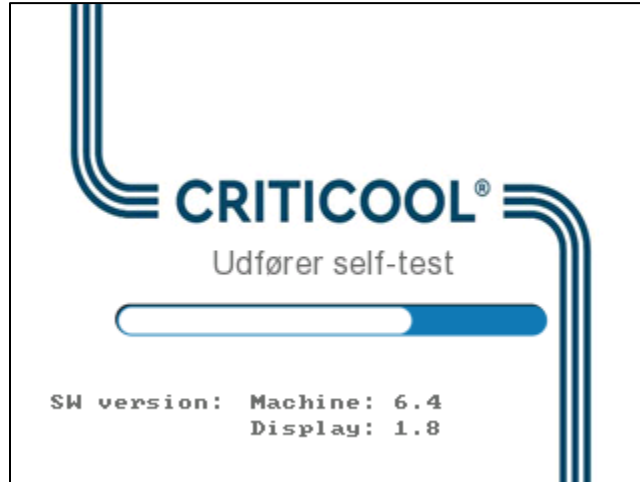 CRITICOOL®
Udfører self-test
SW version: Machine: 6.4
Display: 1.8